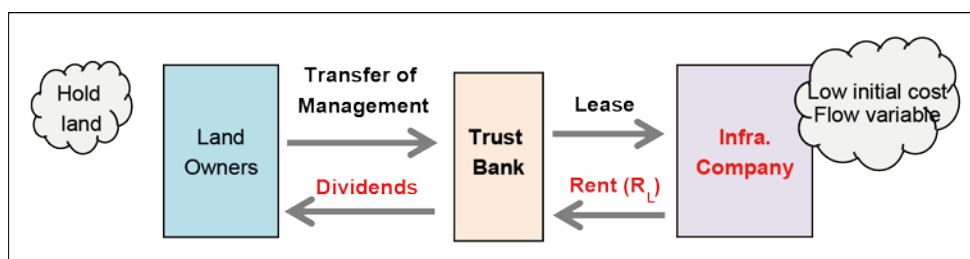 Hold
land
Land
Owners
Transfer of
Management
Dividends
Trust
Bank
Lease
Rent (R_L)
Infra.
Company
Low initial cost
Flow variable